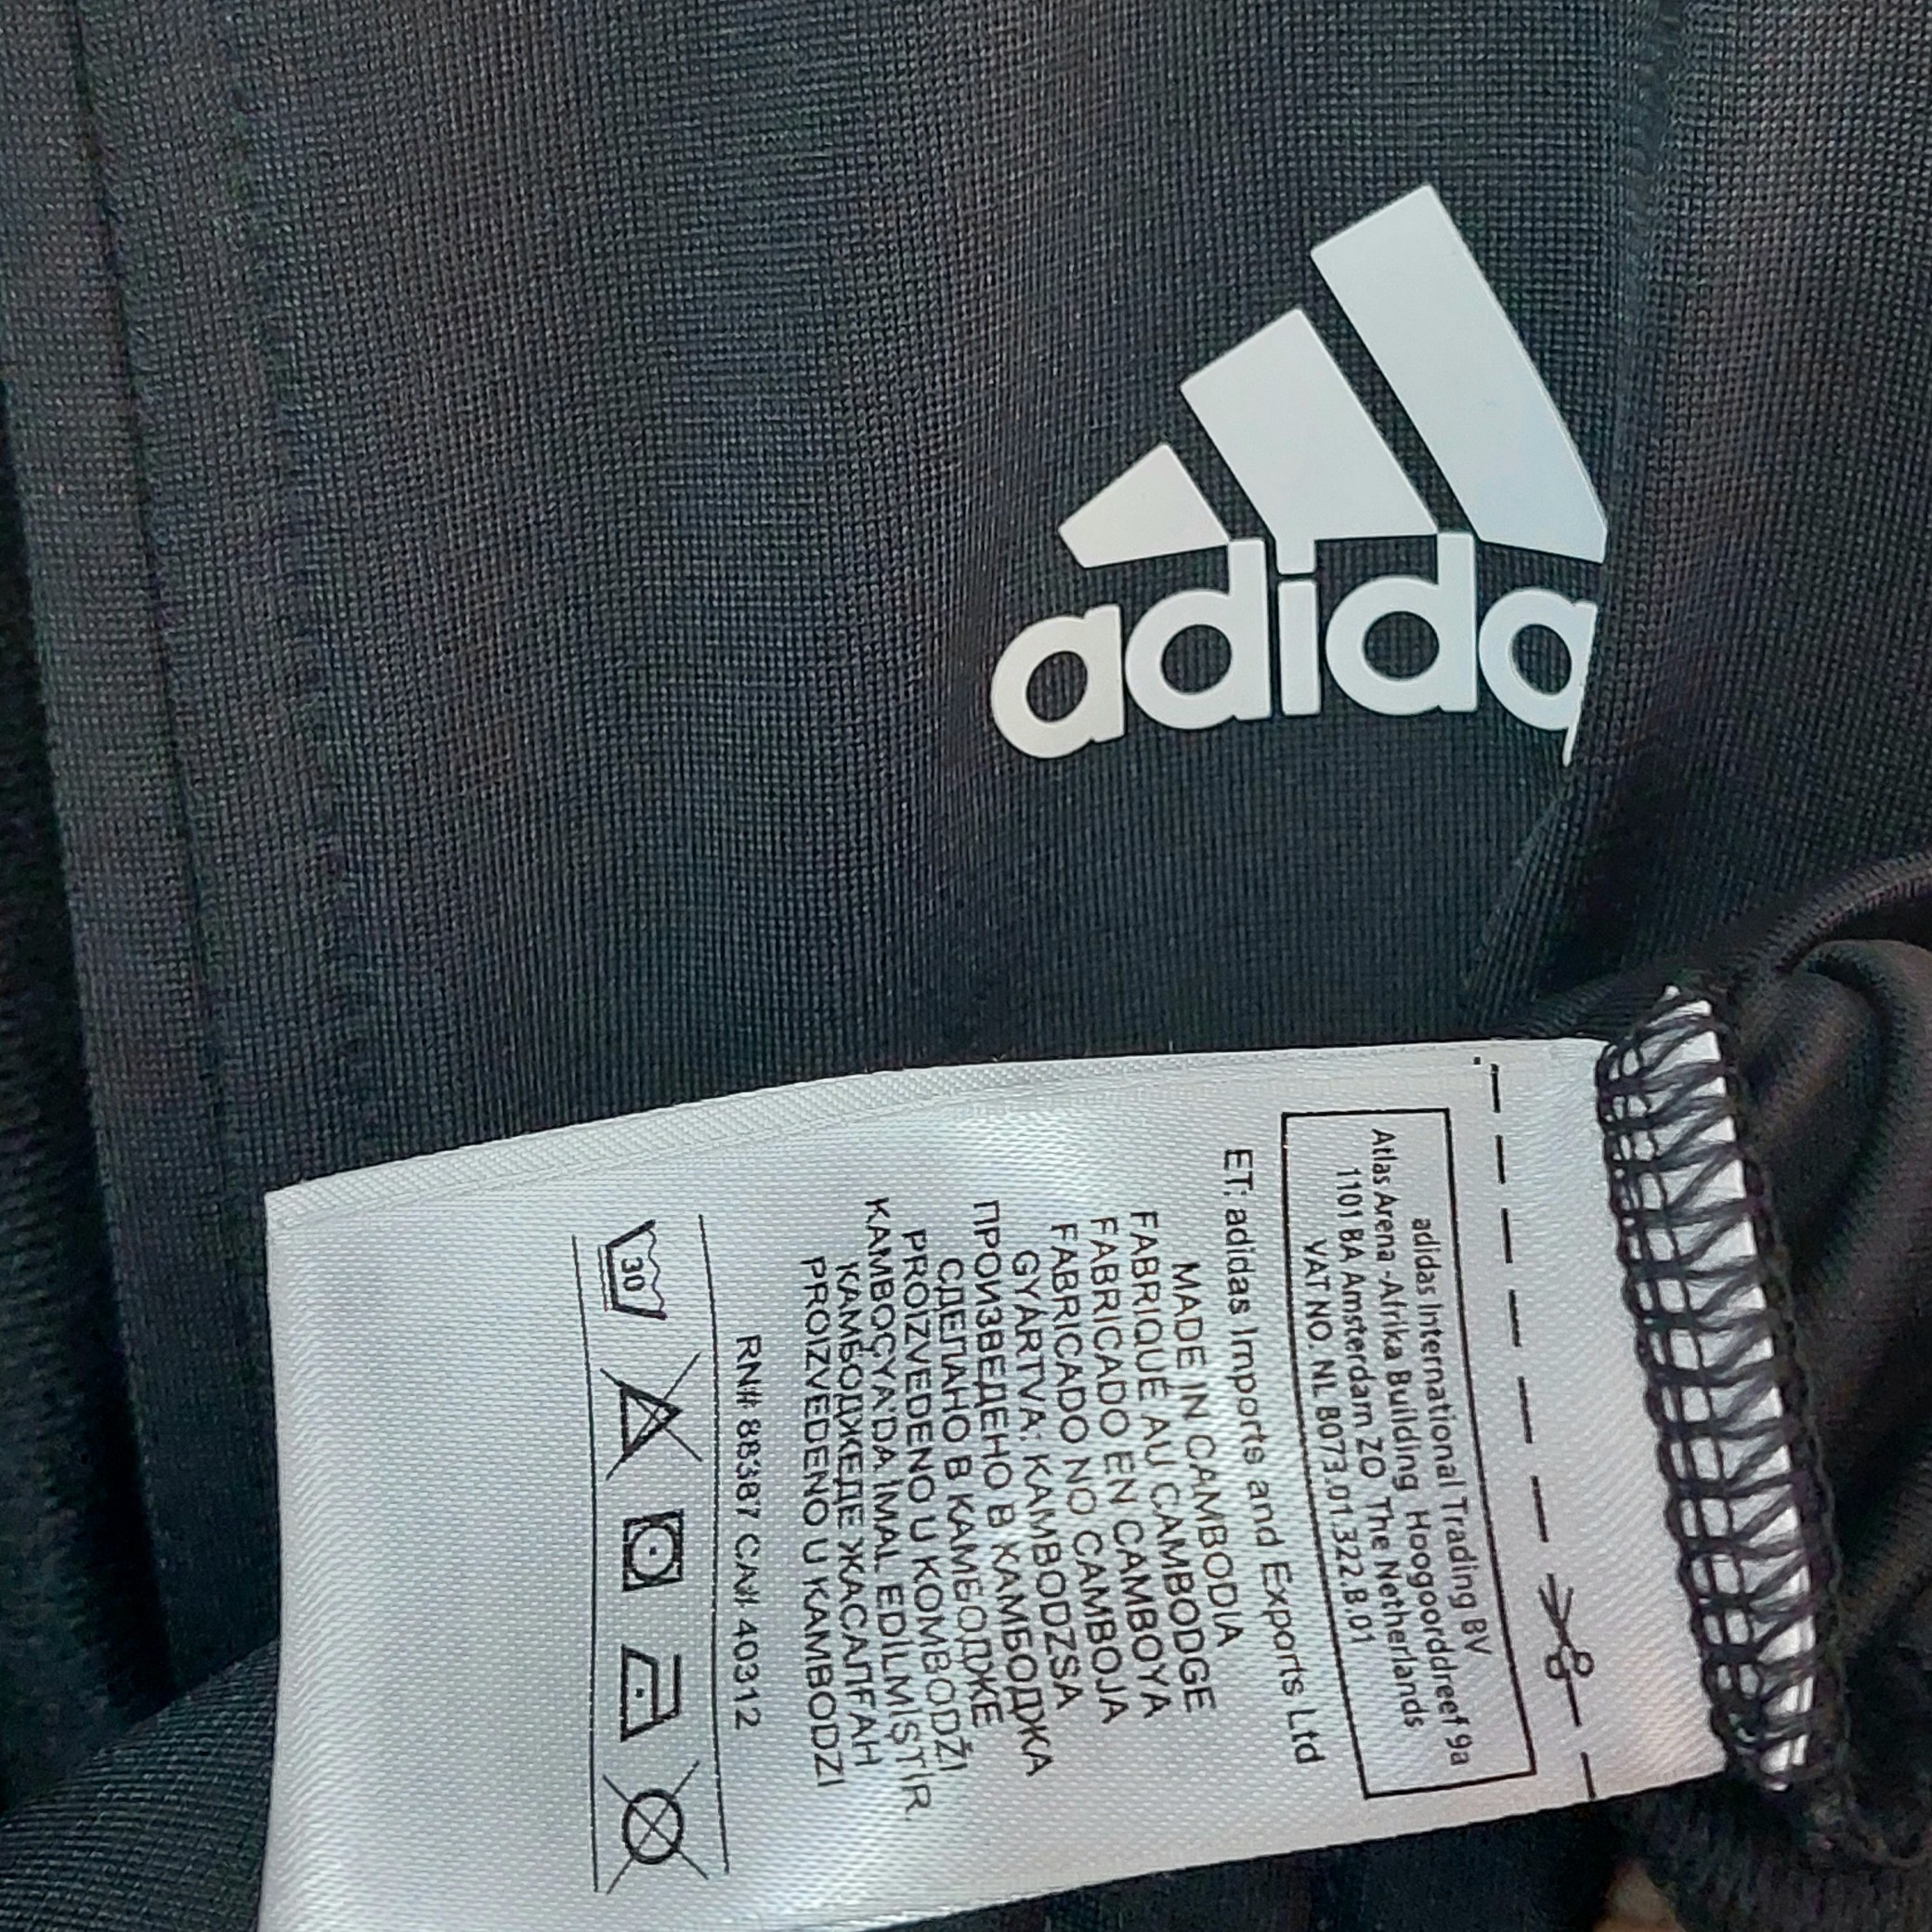 adida
adidas International Trading BV
Atlas Arena -Afrika Building Hoogoorddreef 9a
1101 BA Amsterdam ZO The Netherlands
VAT NO. NL B073.01.322.B.01
ET: adidas Imports and Exports Ltd
MADE IN CAMBODIA
FABRIQUÉ AU CAMBODGE
FABRICADO EN CAMBOYA
FABRICADO NO CAMBOJA
GYÁRTVA: KAMBODZSA
ПРОИЗВЕДЕНО В КАМБОДЖА
СДЕЛАНО В КАМБОДЖЕ
PROIZVEDENO U KOMBODŽI
KAMBOÇYA'DA İMAL EDİLMİŞTİR
КАМБОДЖЕДЕ ЖАСАЛҒАН
PROIZVEDENO U KAMBODZI
RN# 88387 CA# 40312
30